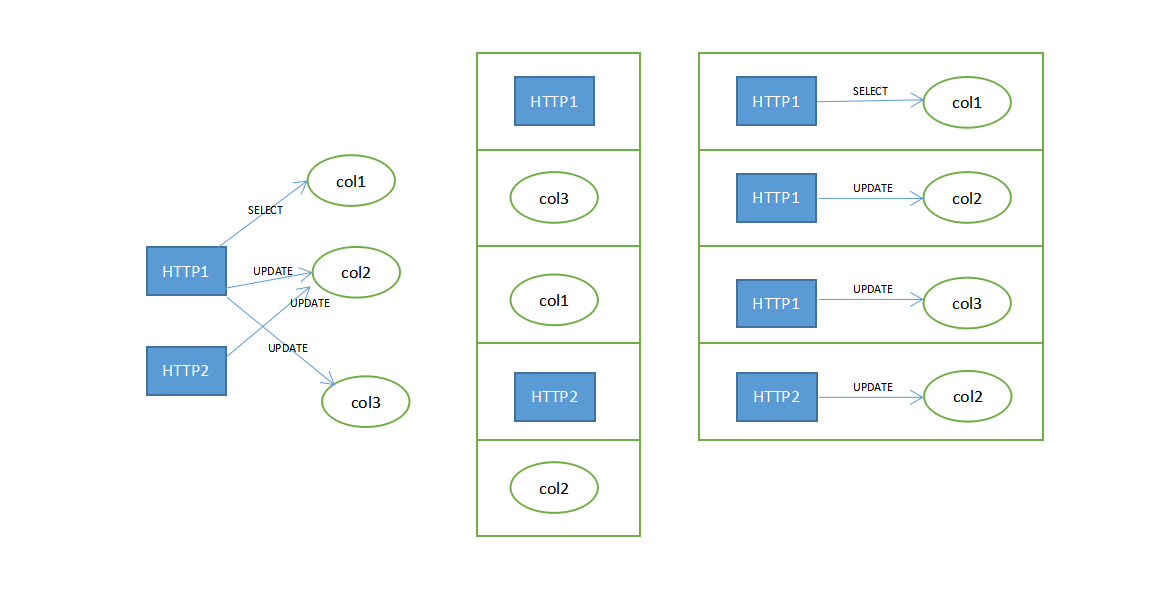 col1
SELECT
HTTP1
UPDATE
col2
UPDATE
UPDATE
HTTP2
col3
HTTP1
col3
col1
HTTP2
col2
HTTP1 SELECT col1
HTTP1 UPDATE col2
HTTP1 UPDATE col3
HTTP2 UPDATE col2